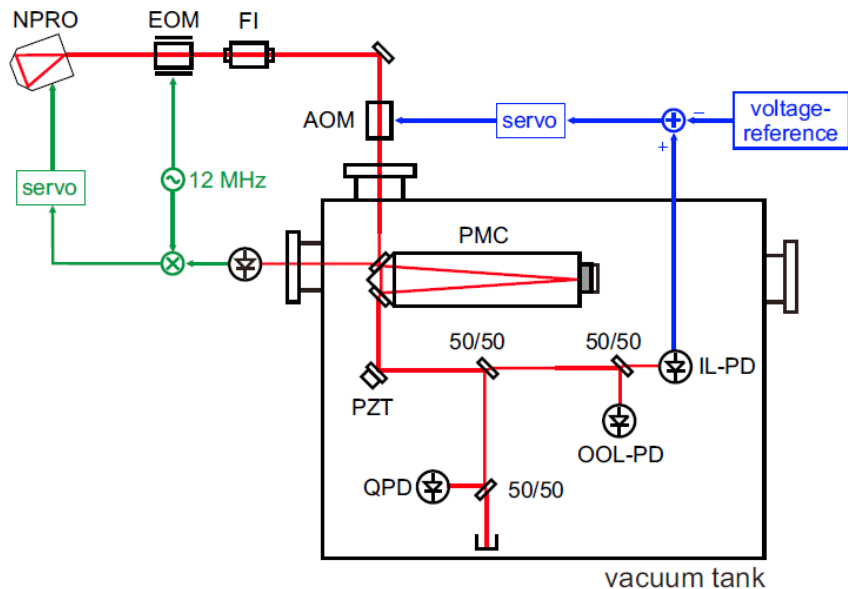 NPRO
EOM
FI
AOM
servo
−
+
voltage-
reference
servo
12 MHz
PMC
50/50
50/50
IL-PD
PZT
OOL-PD
QPD
50/50
vacuum tank